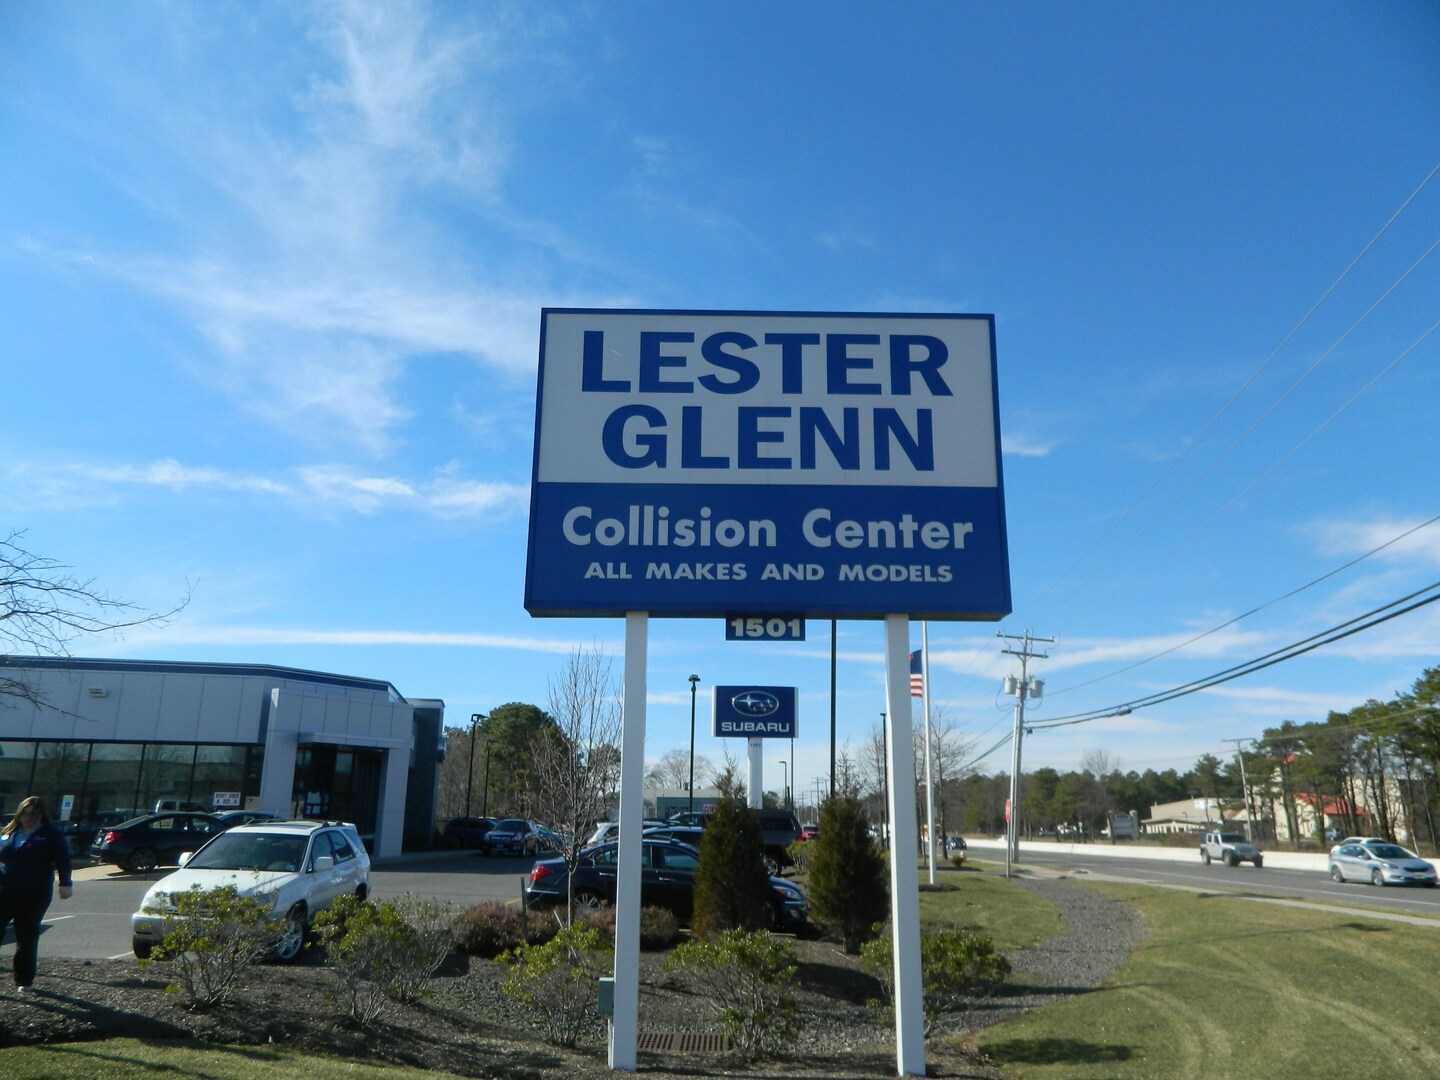 LESTER
GLENN
Collision Center
ALL MAKES AND MODELS
1501
SUBARU